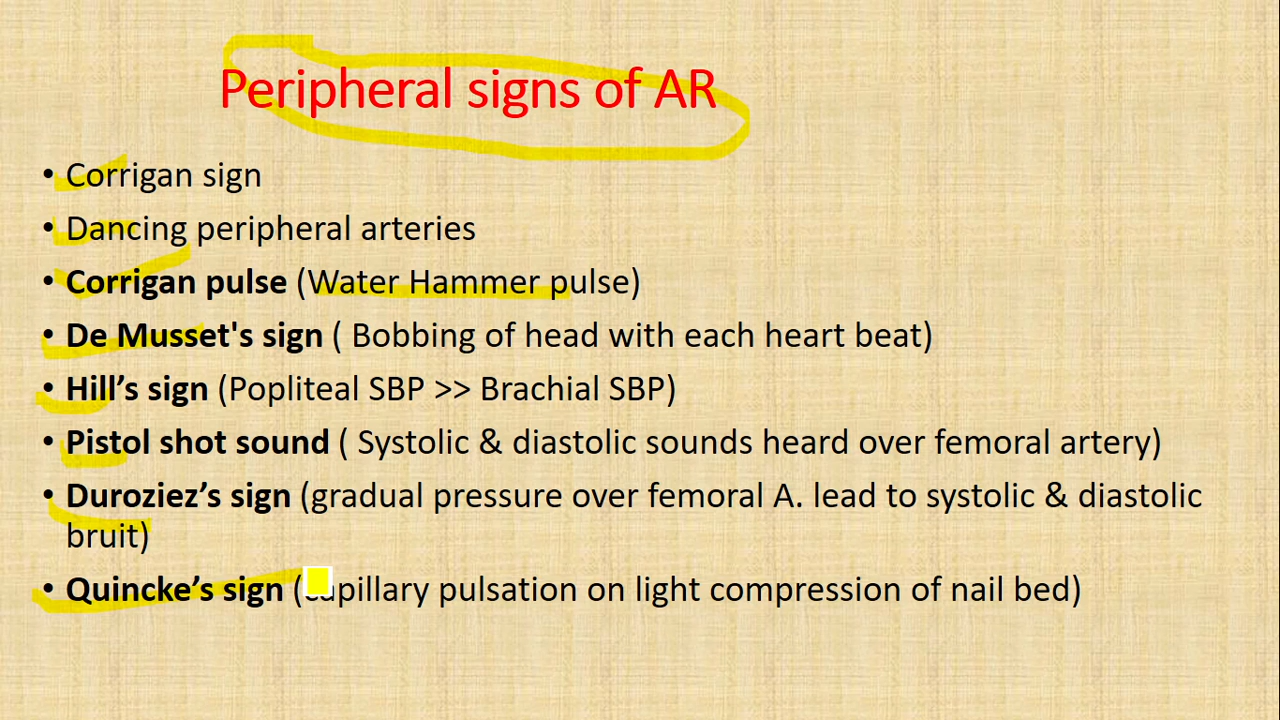 Peripheral signs of AR
• Corrigan sign
• Dancing peripheral arteries
• Corrigan pulse (Water Hammer pulse)
• De Musset's sign ( Bobbing of head with each heart beat)
• Hill’s sign (Popliteal SBP >> Brachial SBP)
• Pistol shot sound ( Systolic & diastolic sounds heard over femoral artery)
• Duroziez’s sign (gradual pressure over femoral A. lead to systolic & diastolic
bruit)
• Quincke’s sign (capillary pulsation on light compression of nail bed)